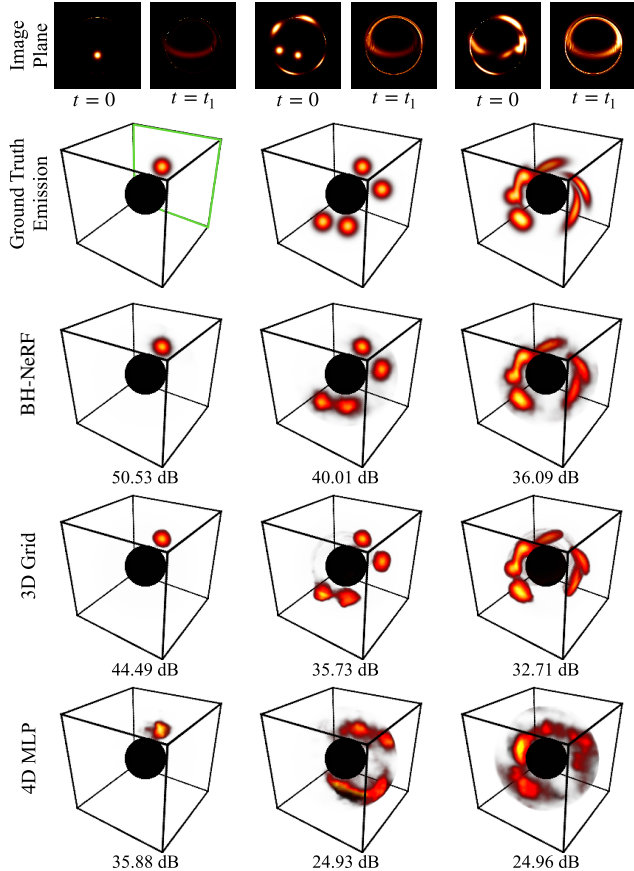 Image
Plane
t = 0
t = t₁
t = 0
t = t₁
t = 0
t = t₁
Ground Truth
Emission
BH-NeRF
50.53 dB
40.01 dB
36.09 dB
3D Grid
44.49 dB
35.73 dB
32.71 dB
4D MLP
35.88 dB
24.93 dB
24.96 dB